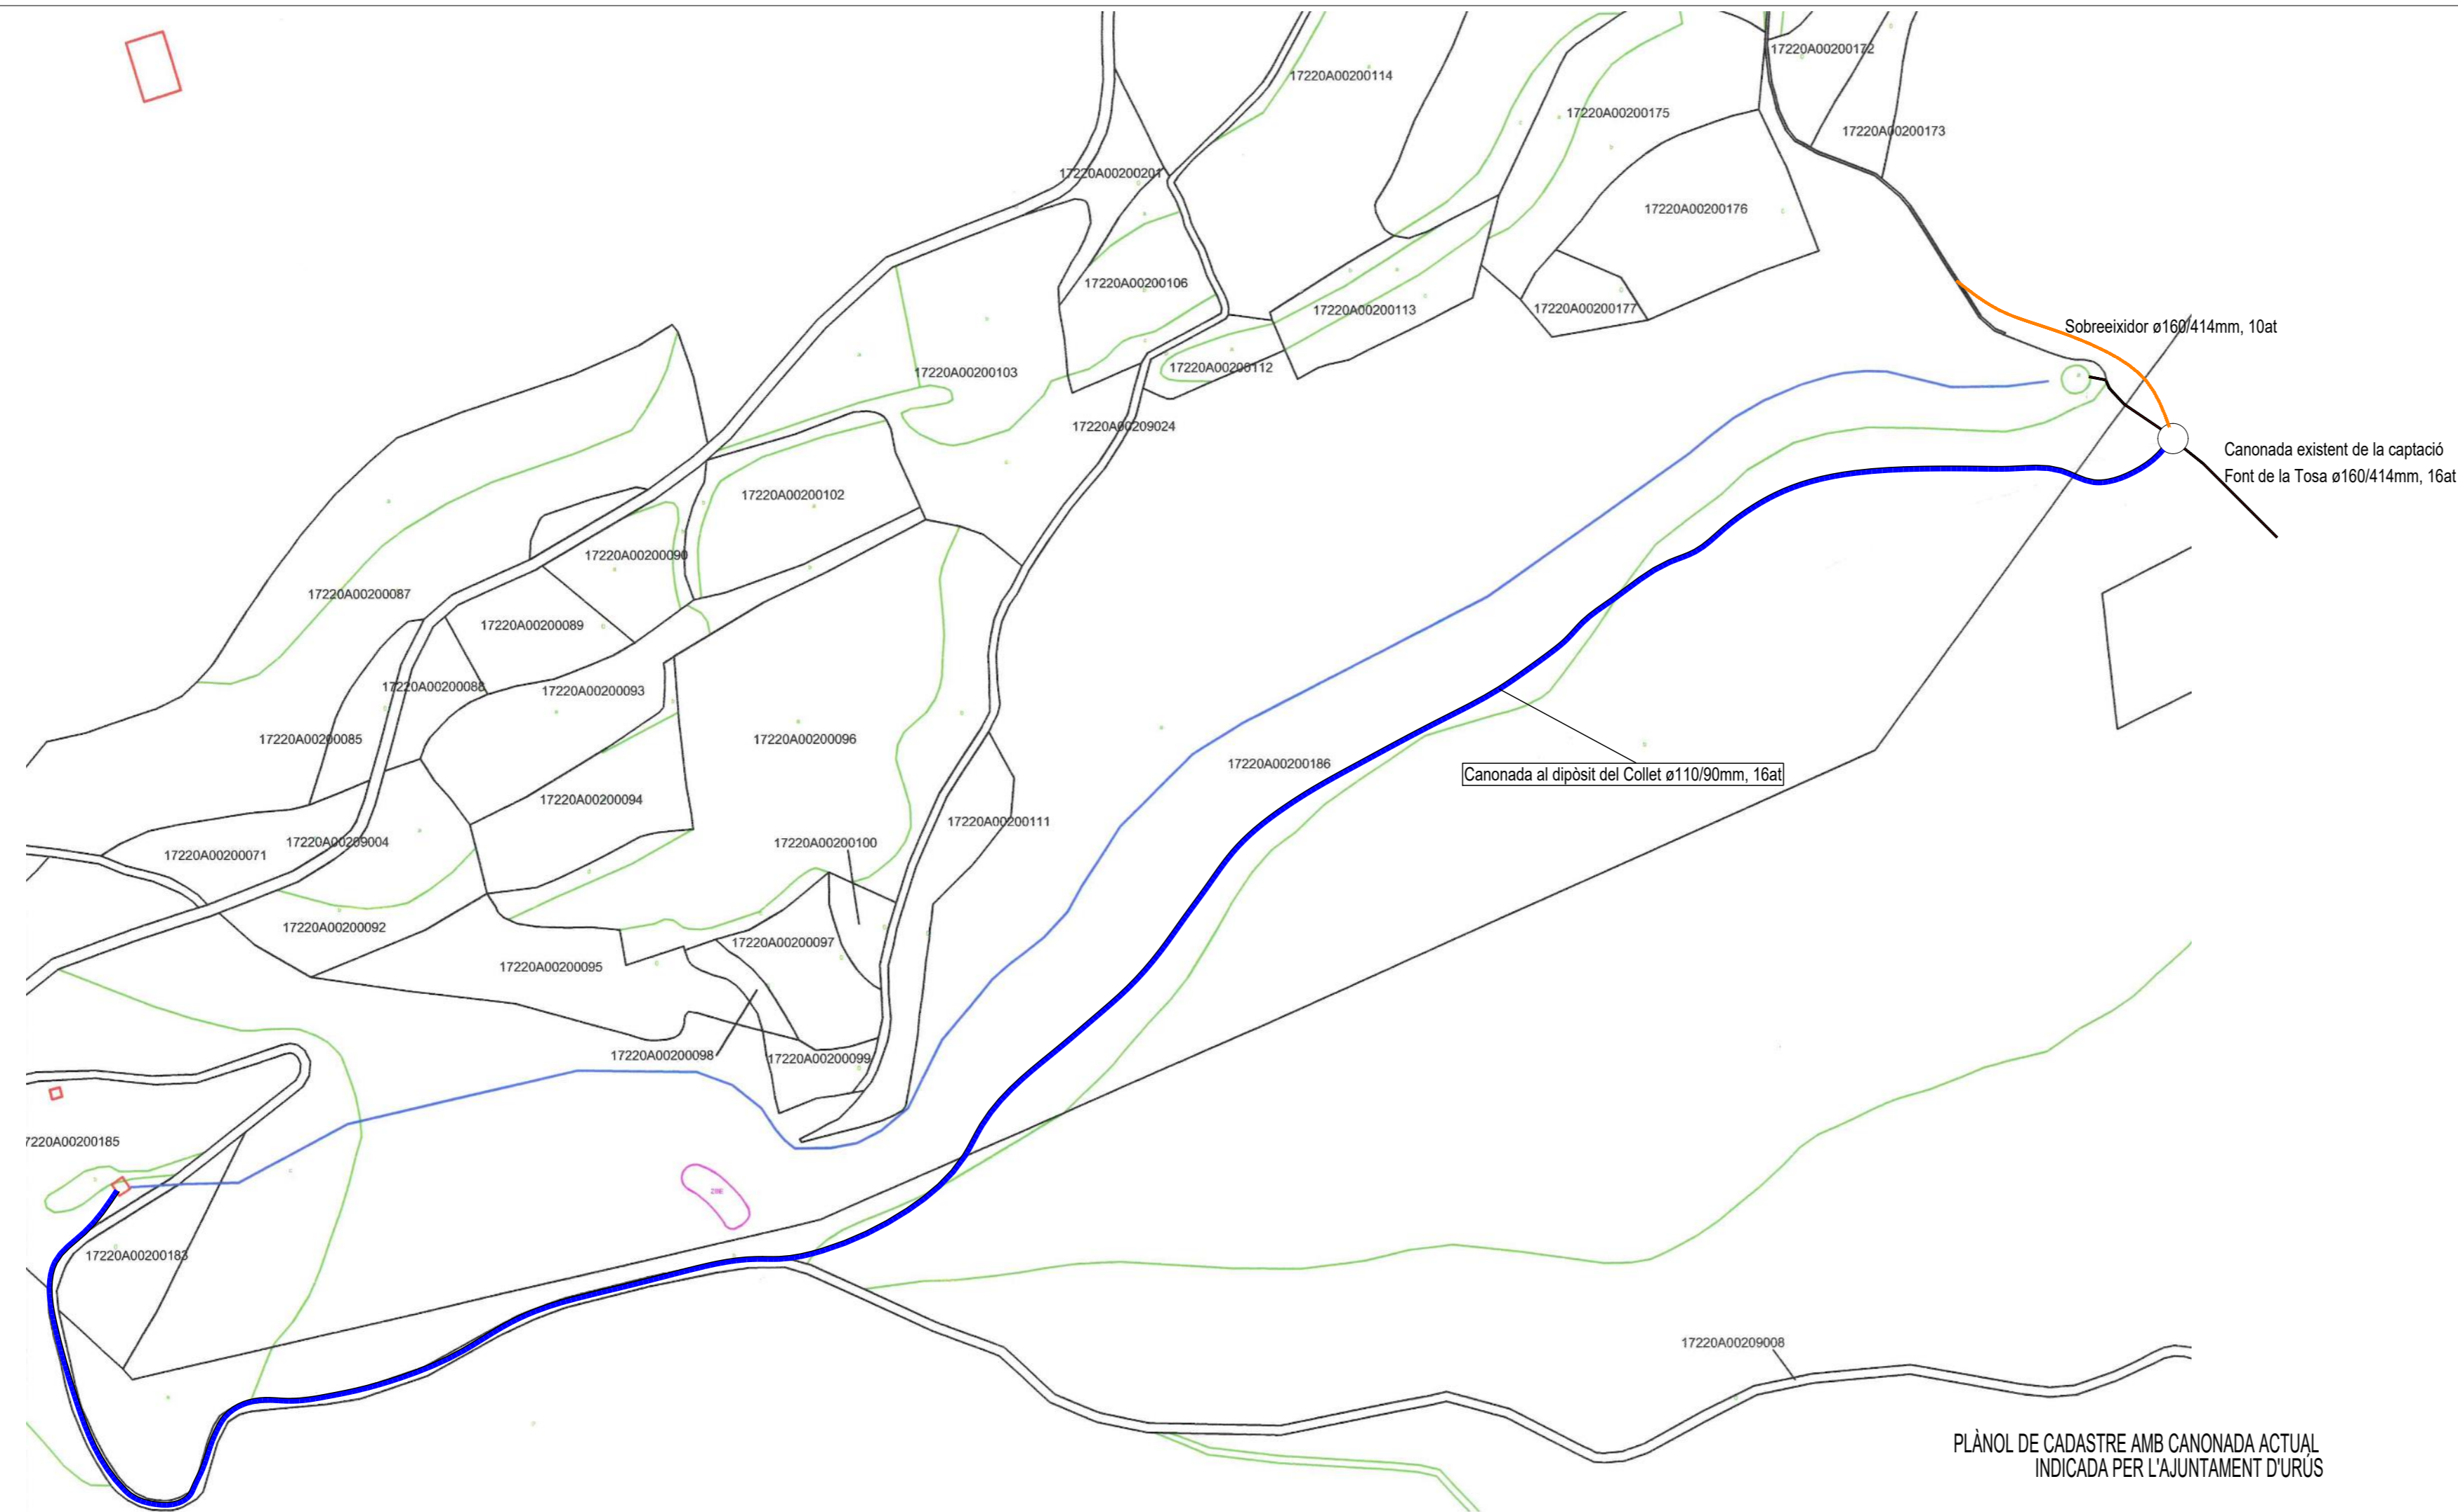 17220A00200172
17220A00200114
17220A00200175
17220A00200173
17220A00200201
17220A00200176
17220A00200106
17220A00200113
17220A00200177
Sobreeixidor ø160/414mm, 10at
17220A00200103
17220A00200112
17220A00209024
Canonada existent de la captació
Font de la Tosa ø160/414mm, 16at
17220A00200102
17220A00200090
17220A00200087
17220A00200089
17220A00200088
17220A00200093
17220A00200085
17220A00200096
17220A00200186
Canonada al dipòsit del Collet ø110/90mm, 16at
17220A00200094
17220A00200111
17220A00209004
17220A00200100
17220A00200071
17220A00200092
17220A00200097
17220A00200095
17220A00200098
17220A00200099
7220A00200185
17220A00200183
17220A00209008
PLÀNOL DE CADASTRE AMB CANONADA ACTUAL
INDICADA PER L'AJUNTAMENT D'URÚS